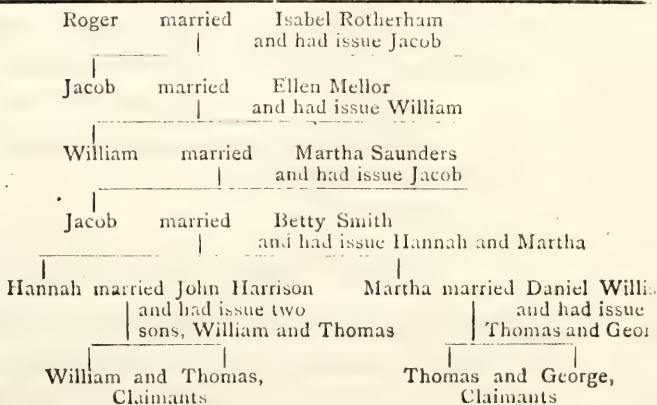 Roger married Isabel Rotherham
and had issue Jacob
Jacob married Ellen Mellor
and had issue William
William married Martha Saunders
and had issue Jacob
Jacob married Betty Smith
and had issue Hannah and Martha
Hannah married John Harrison
and had issue two
sons, William and Thomas
Martha married Daniel
and had issue
Thomas and
William and Thomas,
Claimants
Thomas and George,
Claimants